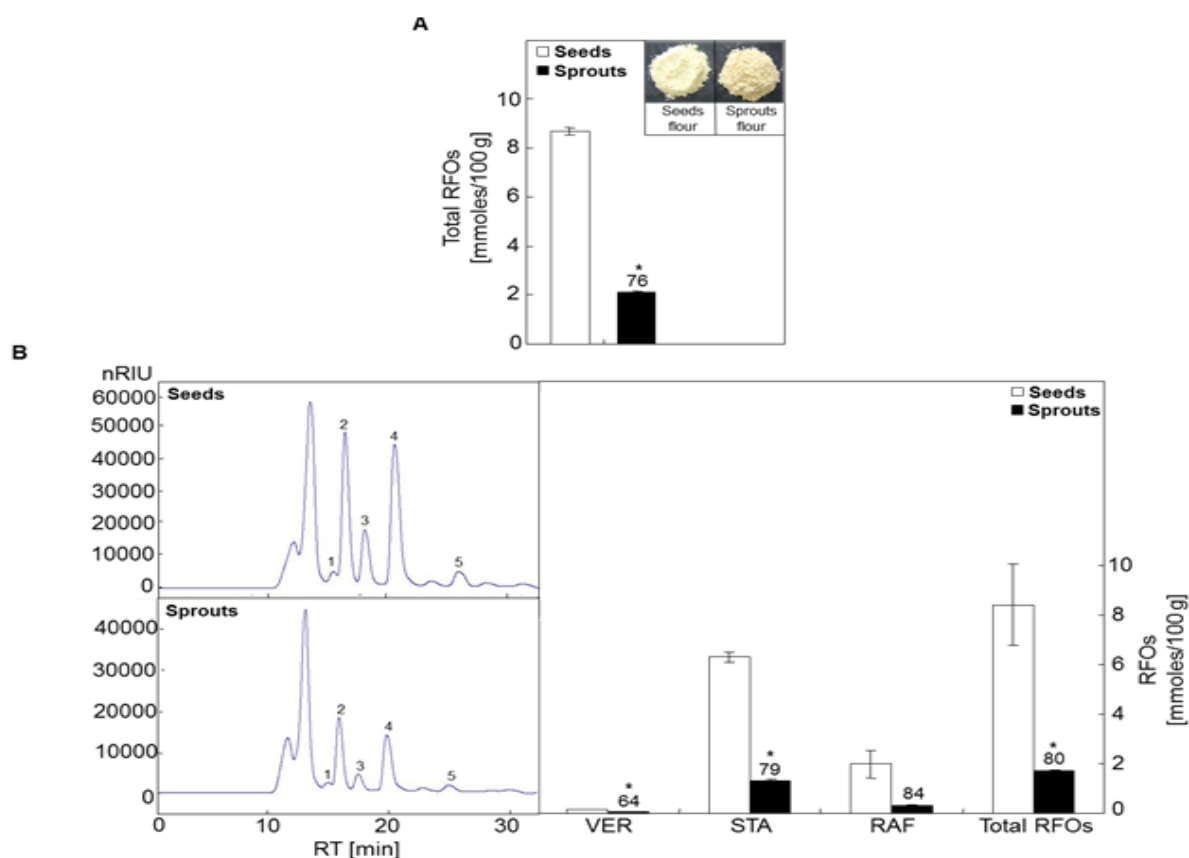 A
Seeds
Sprouts
Seeds
flour
Sprouts
flour
Total RFOs
[mmoles/100 g]
10
8
6
4
2
0
*
76
B
nRIU
Seeds
60000
50000
40000
30000
20000
10000
0
1
2
3
4
5
Sprouts
40000
30000
20000
10000
0
1
2
3
4
5
0
10
20
30
RT [min]
Seeds
Sprouts
*
64
*
79
84
*
80
VER
STA
RAF
Total RFOs
10
8
6
4
2
0
RFOs
[mmoles/100 g]